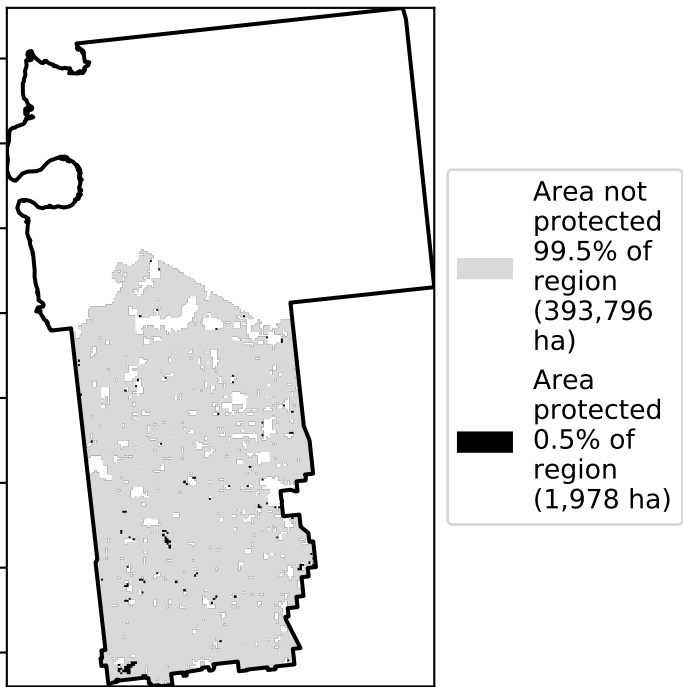 Area not
protected
99.5% of
region
(393,796
ha)
Area
protected
0.5% of
region
(1,978 ha)